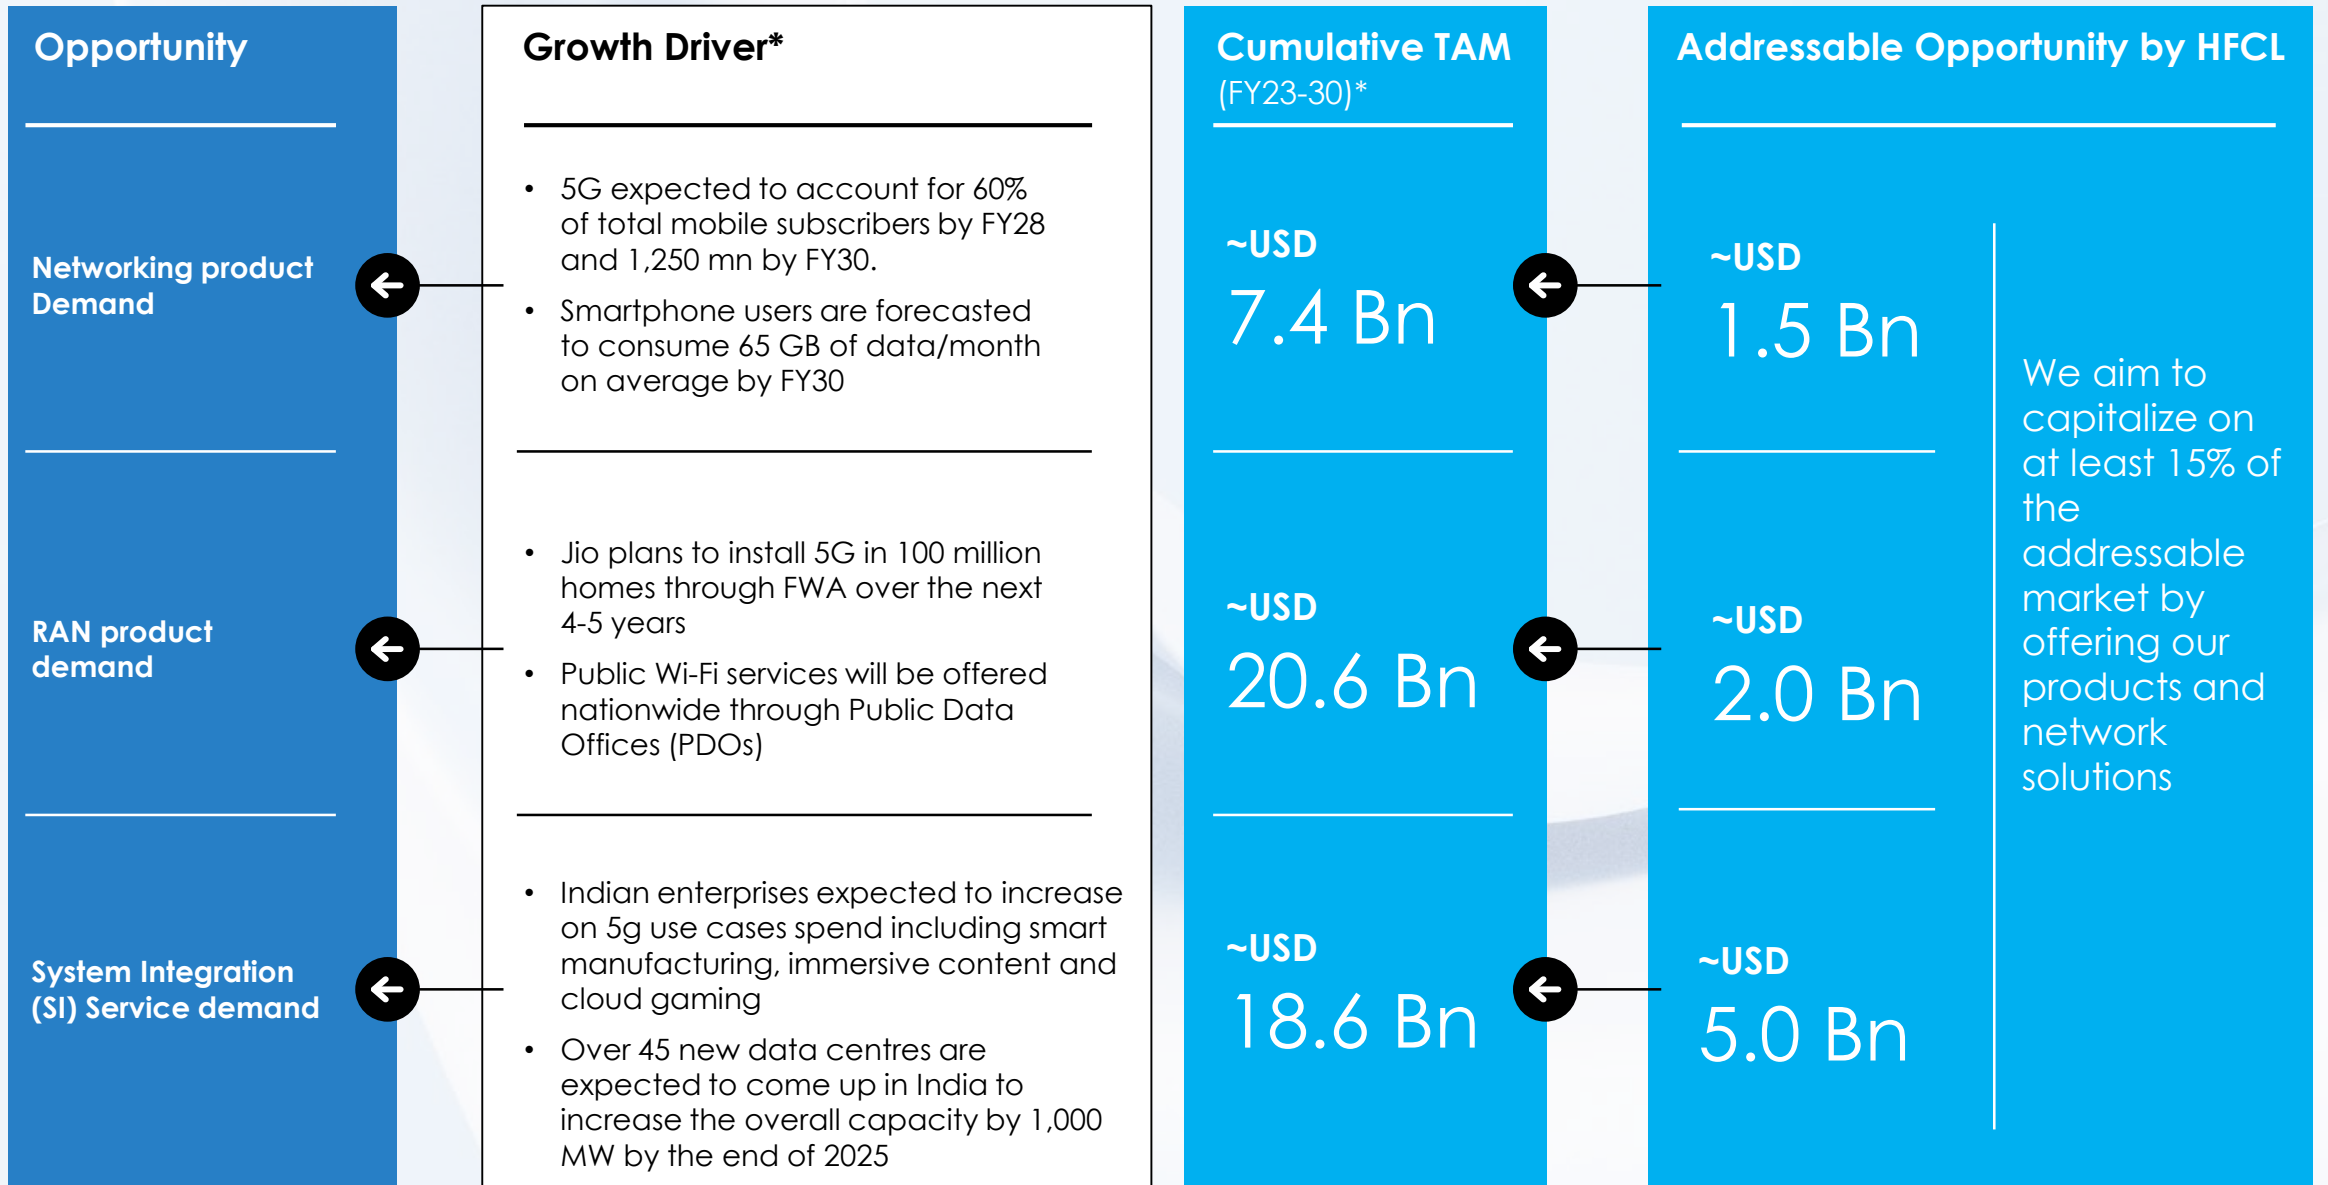 Opportunity
Growth Driver*
Cumulative TAM
(FY23-30)*
Addressable Opportunity by HFCL
Networking product
Demand
• 5G expected to account for 60%
of total mobile subscribers by FY28
and 1,250 mn by FY30.
• Smartphone users are forecasted
to consume 65 GB of data/month
on average by FY30
~USD
7.4 Bn
~USD
1.5 Bn
RAN product
demand
• Jio plans to install 5G in 100 million
homes through FWA over the next
4-5 years
• Public Wi-Fi services will be offered
nationwide through Public Data
Offices (PDOs)
~USD
20.6 Bn
~USD
2.0 Bn
System Integration
(SI) Service demand
• Indian enterprises expected to increase
on 5g use cases spend including smart
manufacturing, immersive content and
cloud gaming
• Over 45 new data centres are
expected to come up in India to
increase the overall capacity by 1,000
MW by the end of 2025
~USD
18.6 Bn
~USD
5.0 Bn
We aim to
capitalize on
at least 15% of
the
addressable
market by
offering our
products and
network
solutions